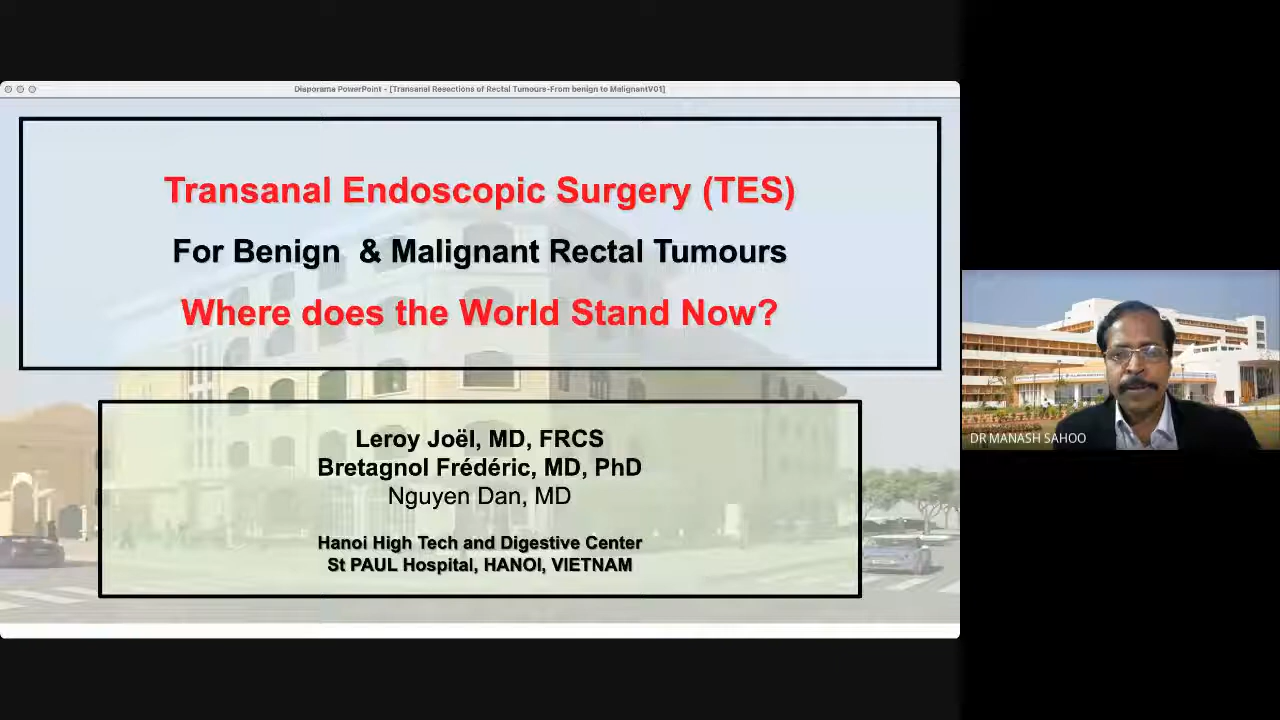 Diaporama PowerPoint - [Transanal Resections of Rectal Tumours-From benign to MalignantV01]
Transanal Endoscopic Surgery (TES)
For Benign & Malignant Rectal Tumours
Where does the World Stand Now?
Leroy Joël, MD, FRCS
Bretagnol Frédéric, MD, PhD
Nguyen Dan, MD
Hanoi High Tech and Digestive Center
St PAUL Hospital, HANOI, VIETNAM
DR MANASH SAHOO